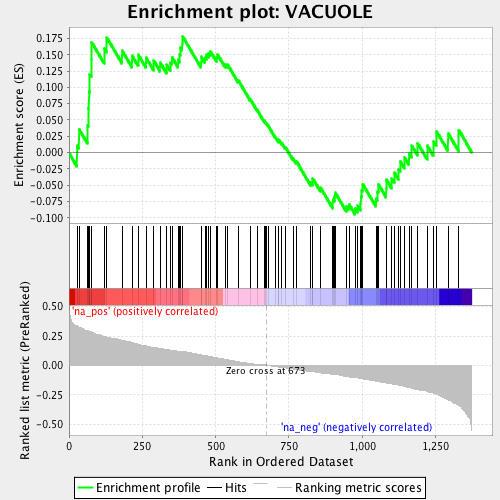 Enrichment plot: VACUOLE
Enrichment score (ES)
0.175
0.150
0.125
0.100
0.075
0.050
0.025
0.000
-0.025
-0.050
-0.075
-0.100
'na_pos' (positively correlated)
Ranked list metric (PreRanked)
0.50
0.25
0.00
-0.25
-0.50
Zero cross at 673
'na_neg' (negatively correlated)
0
250
500
750
1,000
1,250
Rank in Ordered Dataset
Enrichment profile
Hits
Ranking metric scores